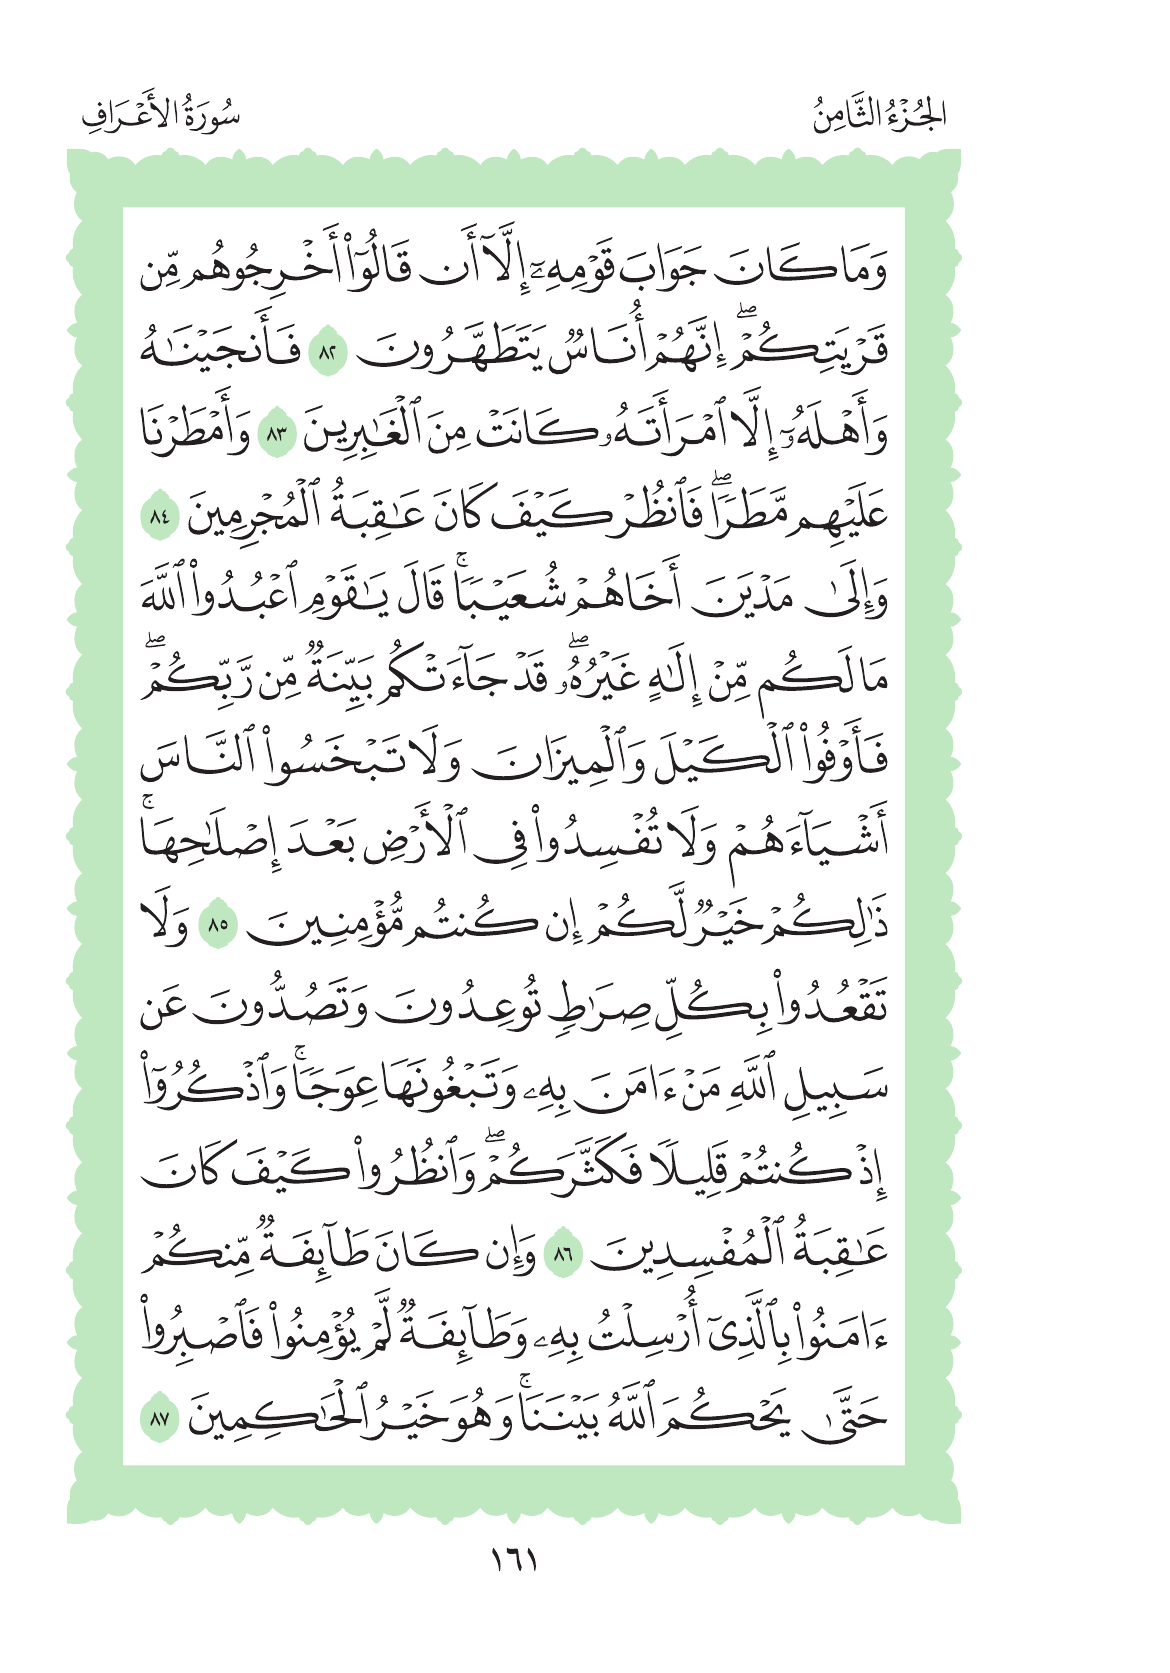 الجُزْءُ الثَّامِنُ
سُورَةُ الأَعْرَافِ
وَمَا كَانَ جَوَابَ قَوْمِهِۦٓ إِلَّآ أَن قَالُوٓا۟ أَخْرِجُوهُم مِّن
قَرْيَتِكُمْۖ إِنَّهُمْ أُنَاسٌ يَتَطَهَّرُونَ ٨٢ فَأَنجَيْنَٰهُ
وَأَهْلَهُۥٓ إِلَّا ٱمْرَأَتَهُۥ كَانَتْ مِنَ ٱلْغَٰبِرِينَ ٨٣ وَأَمْطَرْنَا
عَلَيْهِم مَّطَرًاۖ فَٱنظُرْ كَيْفَ كَانَ عَٰقِبَةُ ٱلْمُجْرِمِينَ ٨٤
وَإِلَىٰ مَدْيَنَ أَخَاهُمْ شُعَيْبًاۚ قَالَ يَٰقَوْمِ ٱعْبُدُوا۟ ٱللَّهَ
مَا لَكُم مِّنْ إِلَٰهٍ غَيْرُهُۥۖ قَدْ جَآءَتْكُم بَيِّنَةٌ مِّن رَّبِّكُمْۖ
فَأَوْفُوا۟ ٱلْكَيْلَ وَٱلْمِيزَانَ وَلَا تَبْخَسُوا۟ ٱلنَّاسَ
أَشْيَآءَهُمْ وَلَا تُفْسِدُوا۟ فِى ٱلْأَرْضِ بَعْدَ إِصْلَٰحِهَاۚ
ذَٰلِكُمْ خَيْرٌ لَّكُمْ إِن كُنتُم مُّؤْمِنِينَ ٨٥ وَلَا
تَقْعُدُوا۟ بِكُلِّ صِرَٰطٍ تُوعِدُونَ وَتَصُدُّونَ عَن
سَبِيلِ ٱللَّهِ مَنْ ءَامَنَ بِهِۦ وَتَبْغُونَهَا عِوَجًاۚ وَٱذْكُرُوٓا۟
إِذْ كُنتُمْ قَلِيلًا فَكَثَّرَكُمْۖ وَٱنظُرُوا۟ كَيْفَ كَانَ
عَٰقِبَةُ ٱلْمُفْسِدِينَ ٨٦ وَإِن كَانَ طَآئِفَةٌ مِّنكُمْ
ءَامَنُوا۟ بِٱلَّذِىٓ أُرْسِلْتُ بِهِۦ وَطَآئِفَةٌ لَّمْ يُؤْمِنُوا۟ فَٱصْبِرُوا۟
حَتَّىٰ يَحْكُمَ ٱللَّهُ بَيْنَنَاۚ وَهُوَ خَيْرُ ٱلْحَٰكِمِينَ ٨٧
١٦١